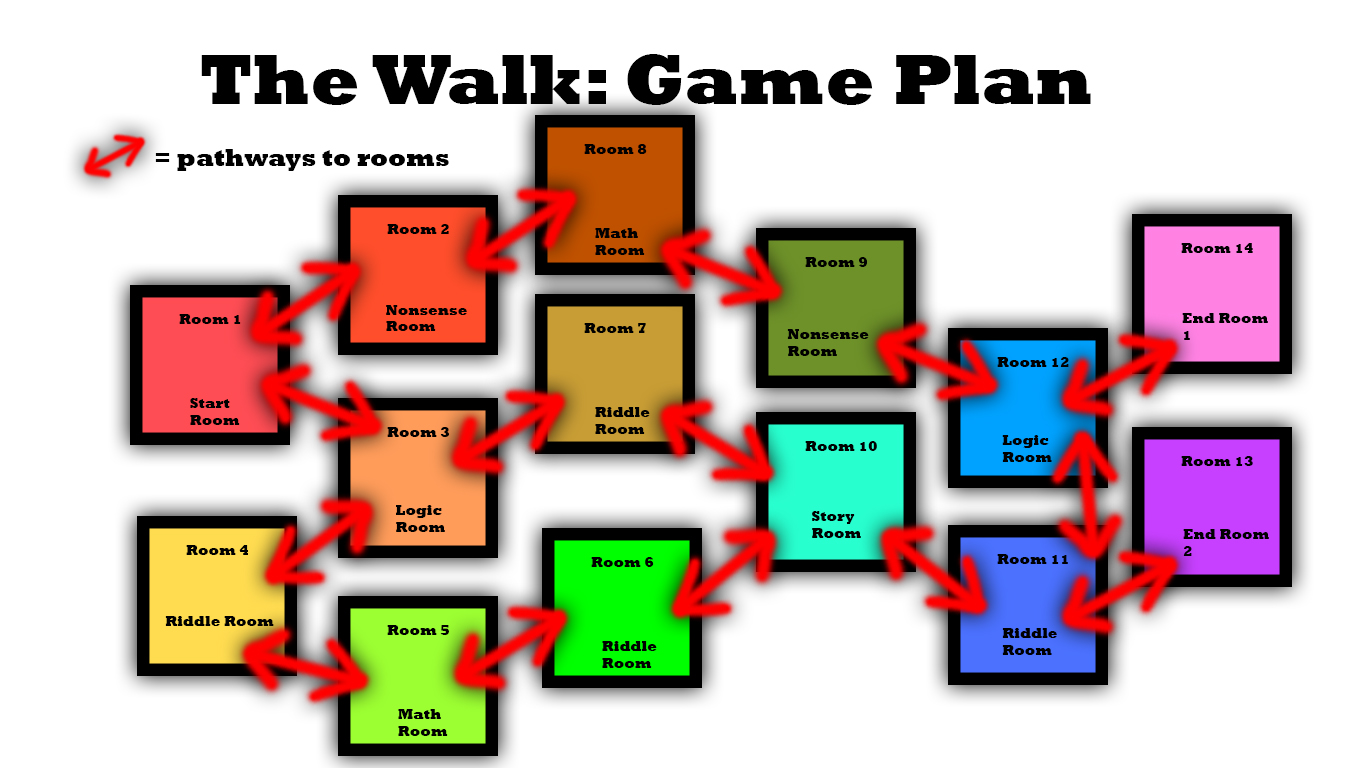 The Walk: Game Plan
= pathways to rooms
Room 8
Math
Room
Room 2
Nonsense
Room
Room 14
End Room
1
Room 9
Nonsense
Room
Room 1
Start
Room
Room 7
Riddle
Room
Room 12
Logic
Room
Room 3
Logic
Room
Room 10
Story
Room
Room 13
End Room
2
Room 4
Riddle Room
Room 6
Riddle
Room
Room 11
Riddle
Room
Room 5
Math
Room